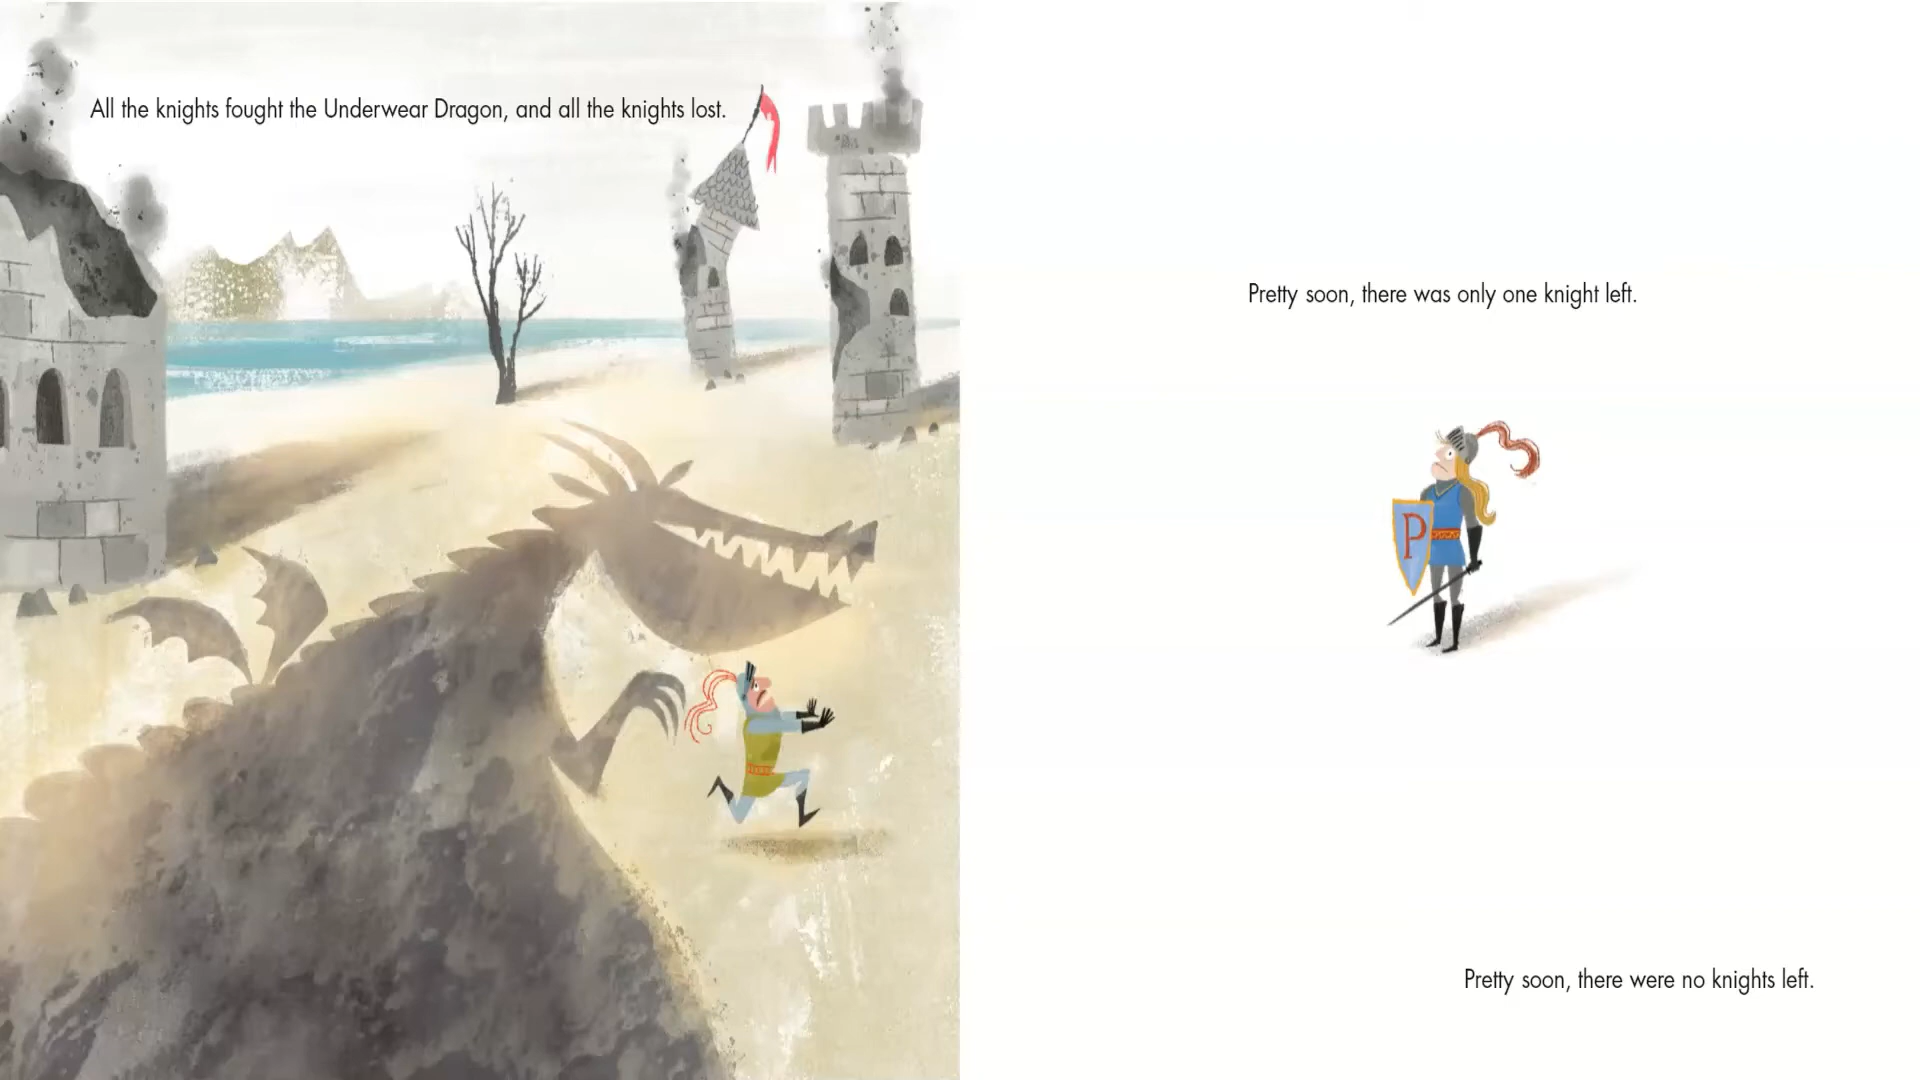 All the knights fought the Underwear Dragon, and all the knights lost.
Pretty soon, there was only one knight left.
P
Pretty soon, there were no knights left.